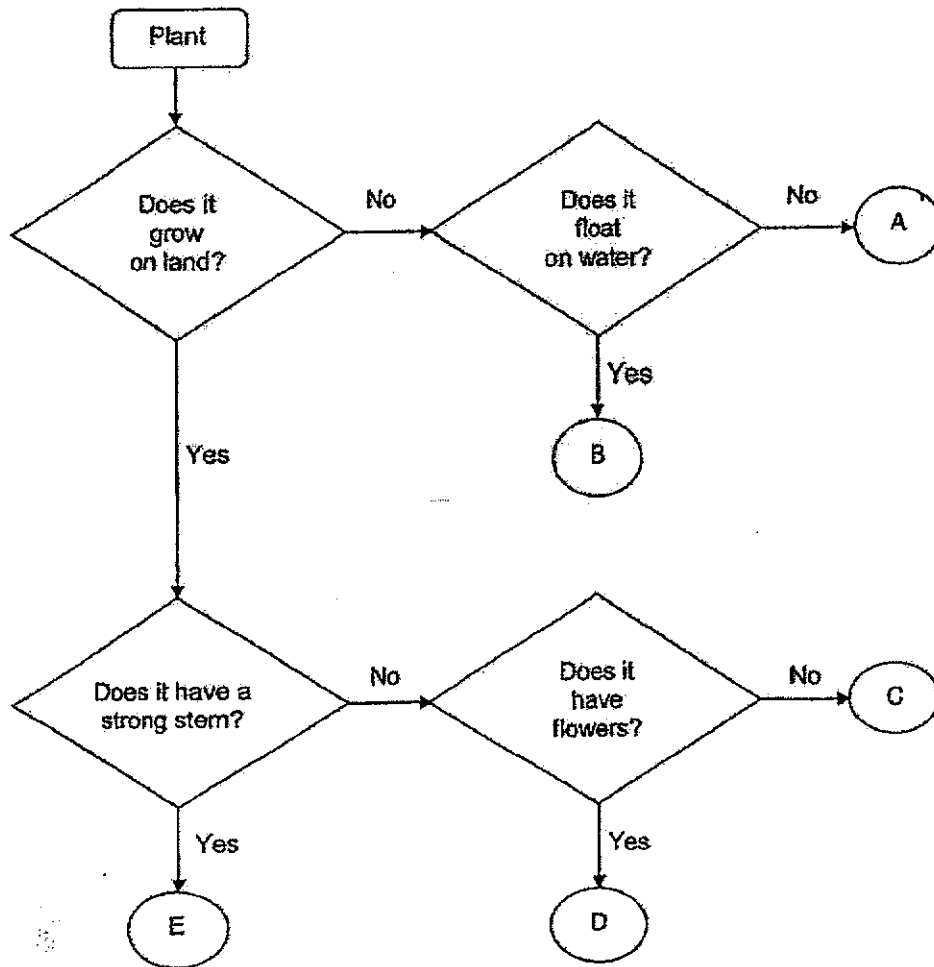 Plant
Does it
grow
on land?
No
Does it
float
on water?
No
A
Yes
B
Yes
Does it have a
strong stem?
No
Does it
have
flowers?
No
C
Yes
E
Yes
D